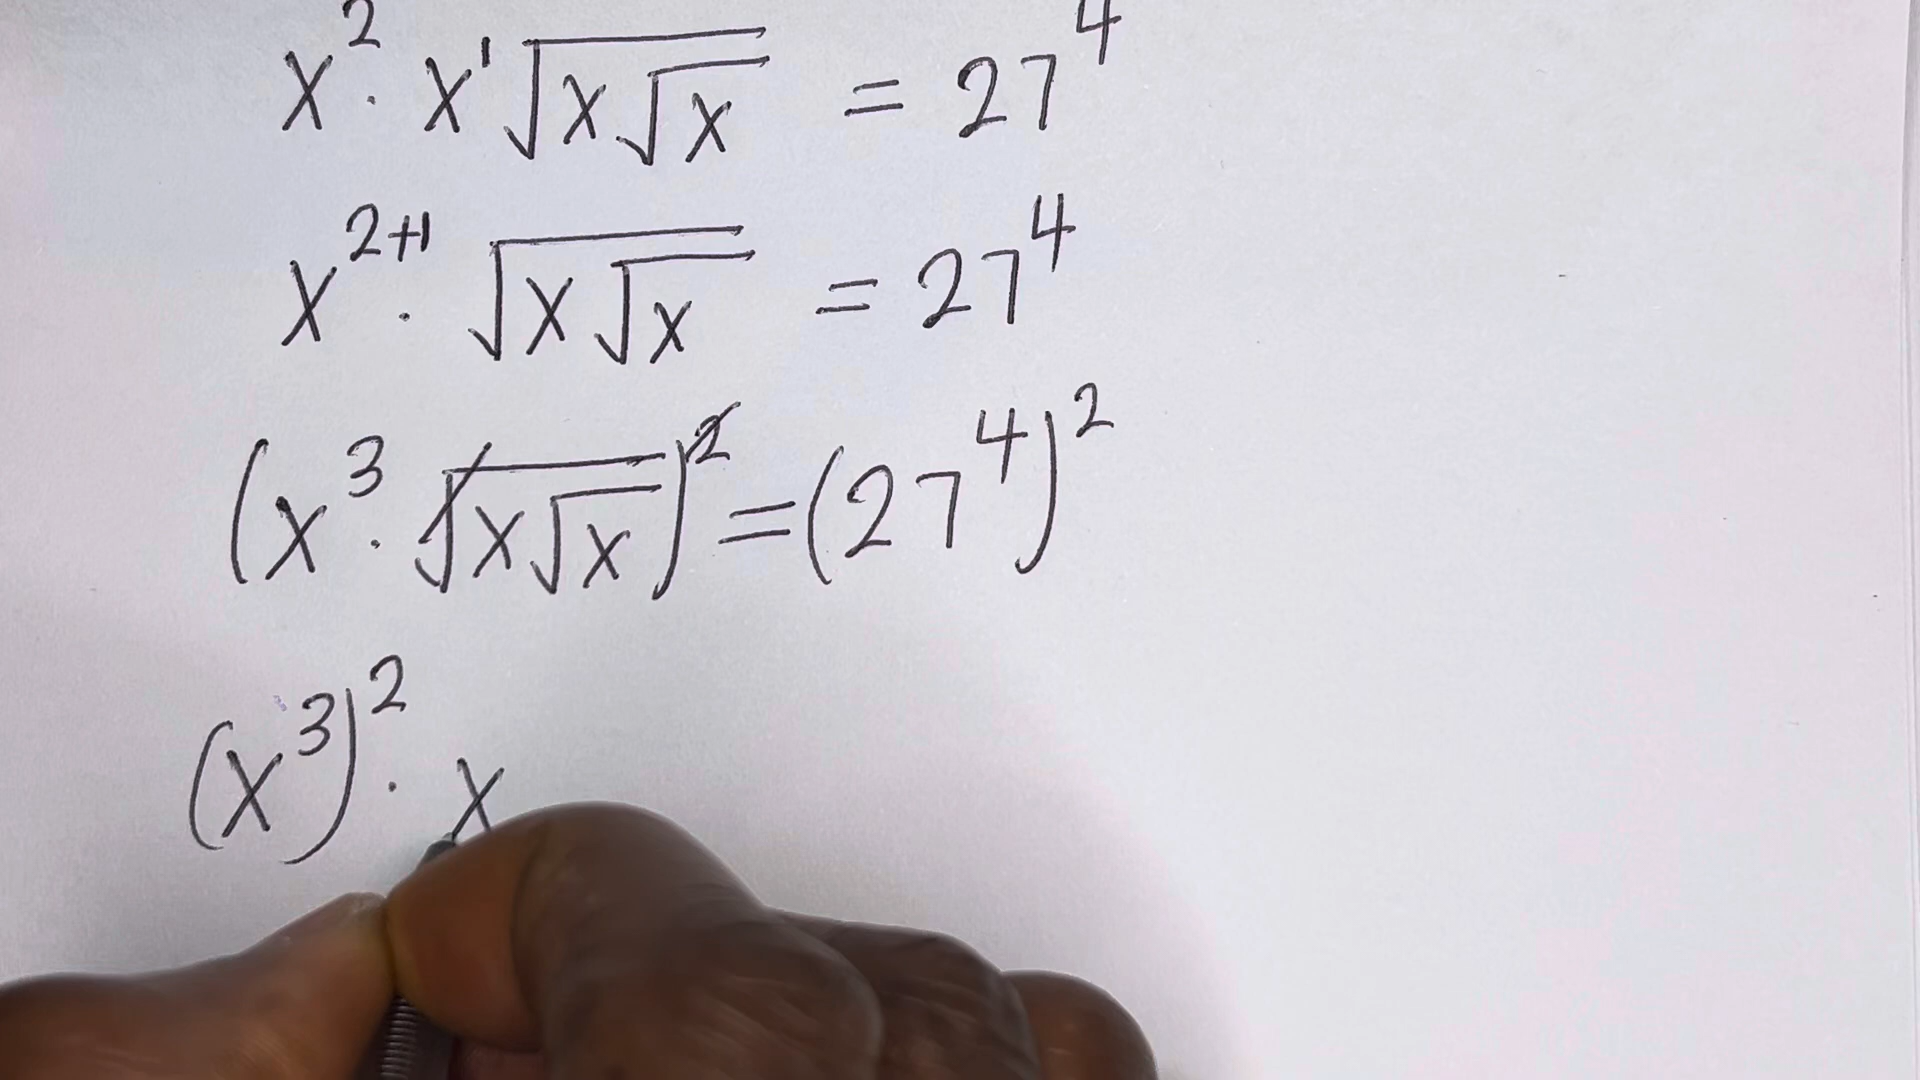 x² · x¹√(x√x) = 27⁴
x²⁺¹ · √(x√x) = 27⁴
(x³ · √(x√x))² = (27⁴)²
(x³)² · x